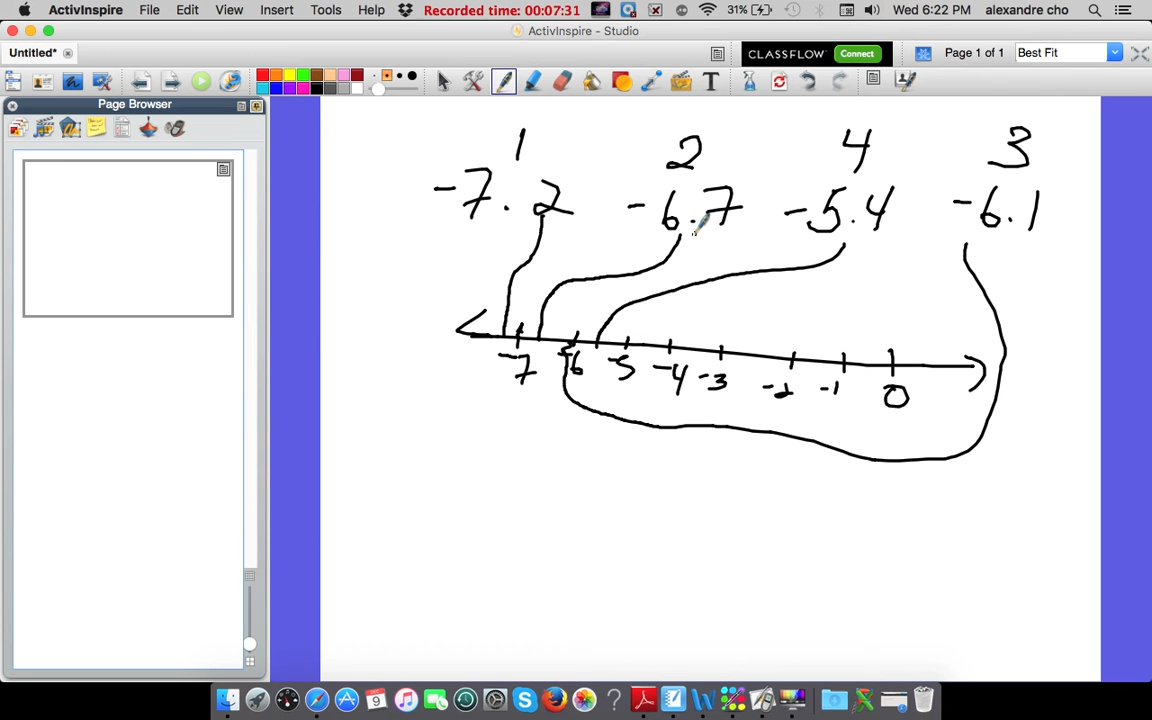 ActivInspire File Edit View Insert Tools Help Recorded time: 00:07:31 31% Wed 6:22 PM alexandre cho
ActivInspire - Studio
Untitled* CLASSFLOW Connect Page 1 of 1 Best Fit
Page Browser
1 2 4 3
-7.2 -6.7 -5.4 -6.1
-7 -6 -5 -4 -3 -2 -1 0